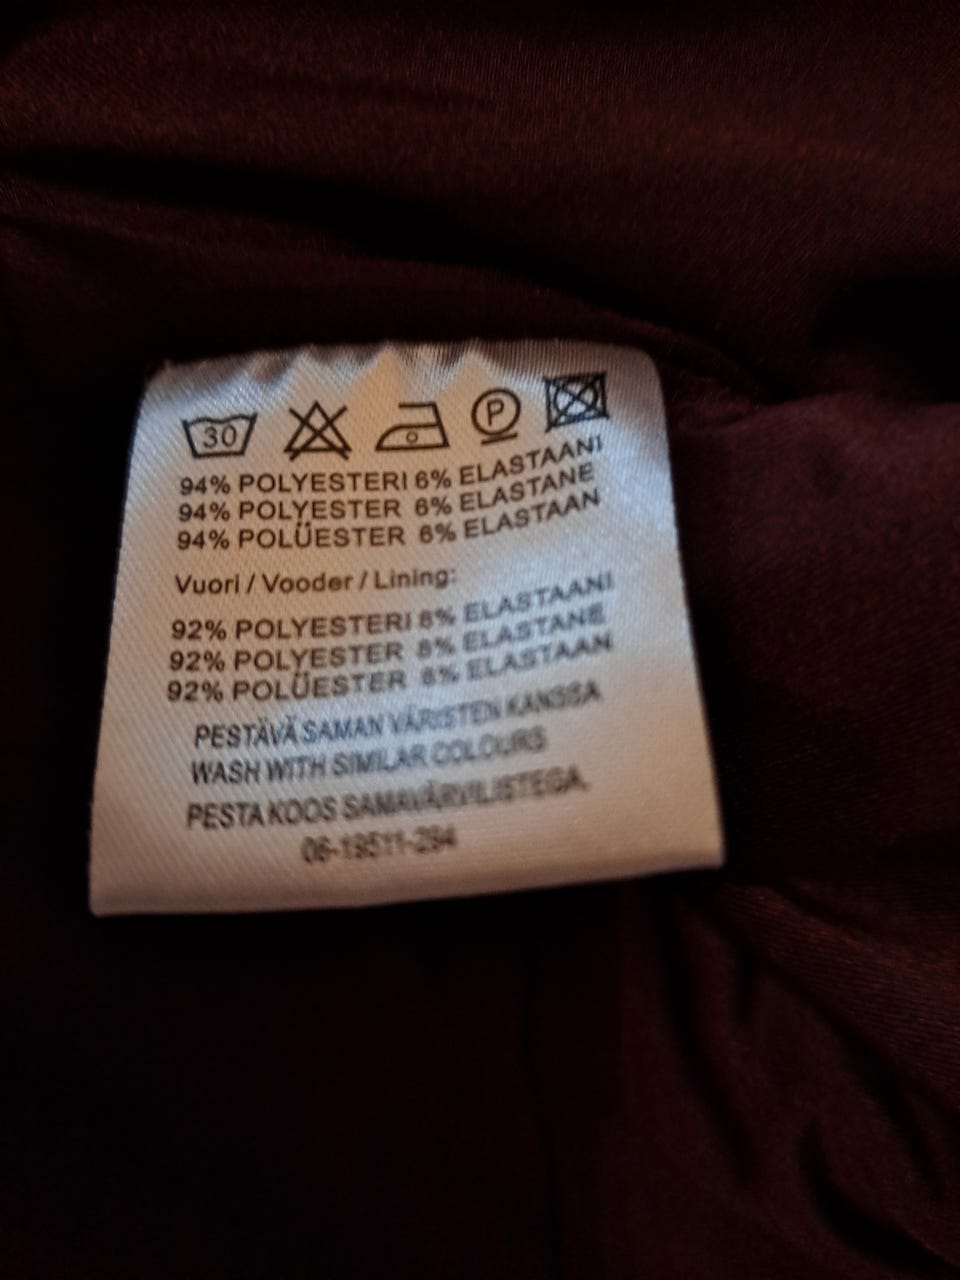 30 P
94% POLYESTERI 6% ELASTAANI
94% POLYESTER 6% ELASTANE
94% POLÜESTER 6% ELASTAAN
Vuori / Vooder / Lining:
92% POLYESTERI 8% ELASTAANI
92% POLYESTER 8% ELASTANE
92% POLÜESTER 8% ELASTAAN
PESTÄVÄ SAMAN VÄRISTEN KANSSA
WASH WITH SIMILAR COLOURS
PESTA KOOS SAMAVÄRVILISTEGA.
06-19511-294